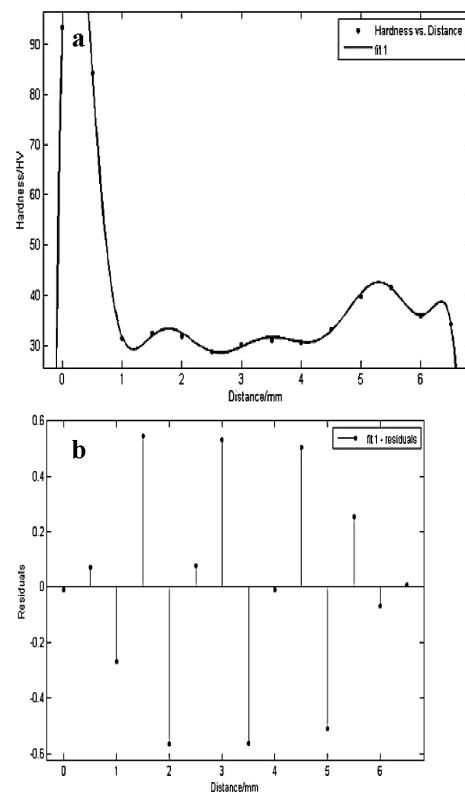 a
Hardness vs. Distance
fit 1
90
80
70
60
50
40
30
Hardness/HV
0 1 2 3 4 5 6
Distance/mm
b
fit 1 - residuals
0.6
0.4
0.2
0
-0.2
-0.4
-0.6
Residuals
0 1 2 3 4 5 6
Distance/mm